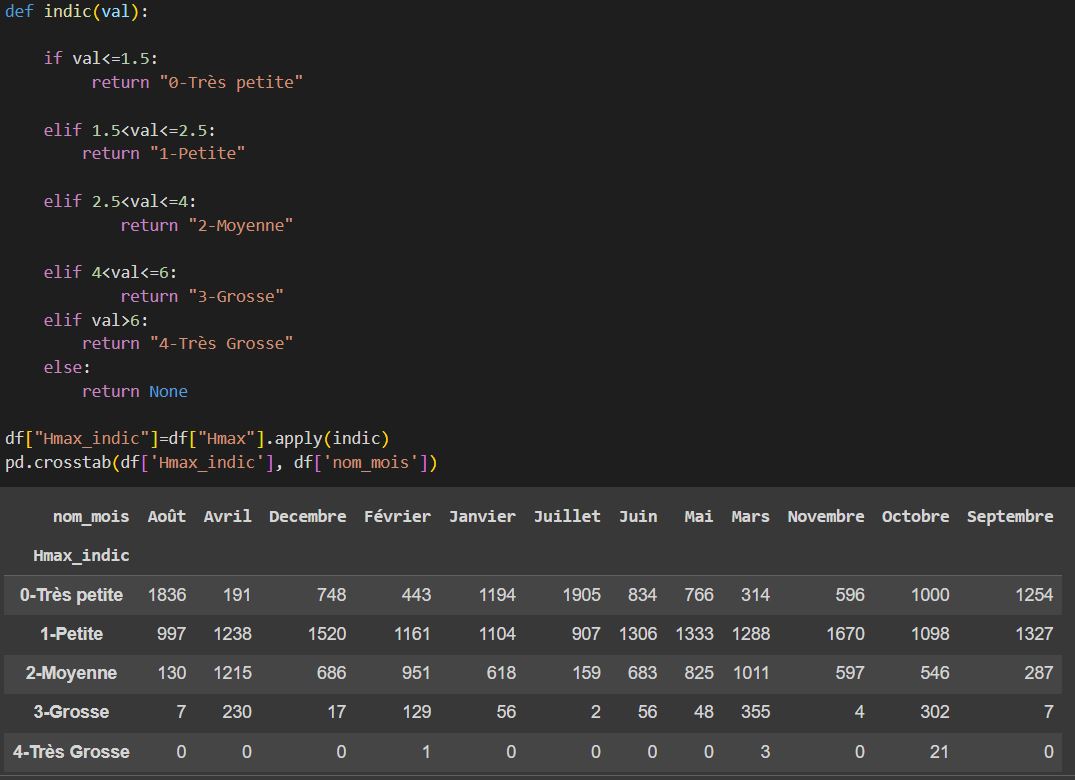 def indic(val):
    if val<=1.5:
         return "0-Très petite"
    elif 1.5<val<=2.5:
        return "1-Petite"
    elif 2.5<val<=4:
            return "2-Moyenne"
    elif 4<val<=6:
            return "3-Grosse"
    elif val>6:
        return "4-Très Grosse"
    else:
        return None
df["Hmax_indic"]=df["Hmax"].apply(indic)
pd.crosstab(df['Hmax_indic'], df['nom_mois'])
nom_mois Août Avril Decembre Février Janvier Juillet Juin Mai Mars Novembre Octobre Septembre
Hmax_indic
0-Très petite 1836 191 748 443 1194 1905 834 766 314 596 1000 1254
1-Petite 997 1238 1520 1161 1104 907 1306 1333 1288 1670 1098 1327
2-Moyenne 130 1215 686 951 618 159 683 825 1011 597 546 287
3-Grosse 7 230 17 129 56 2 56 48 355 4 302 7
4-Très Grosse 0 0 0 1 0 0 0 0 3 0 21 0